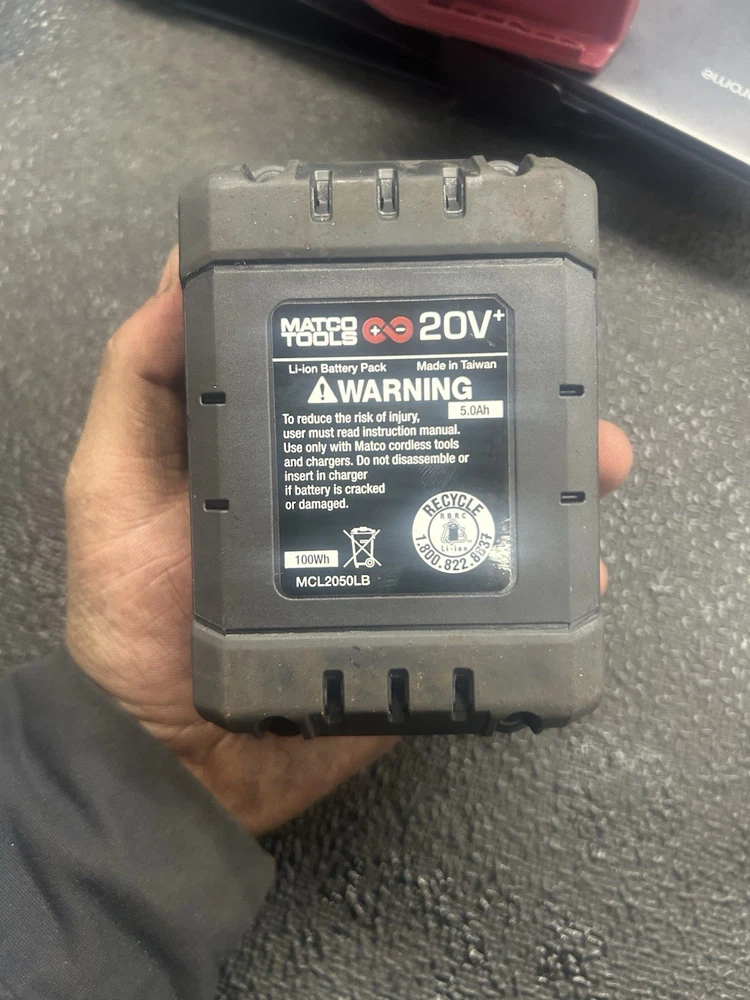 MATCO TOOLS 20V+
Li-ion Battery Pack Made in Taiwan
WARNING
5.0Ah
To reduce the risk of injury,
user must read instruction manual.
Use only with Matco cordless tools
and chargers. Do not disassemble or
insert in charger
if battery is cracked
or damaged.
RECYCLE
RBRC
Li-ion
1.800.822.8837
100Wh
MCL2050LB